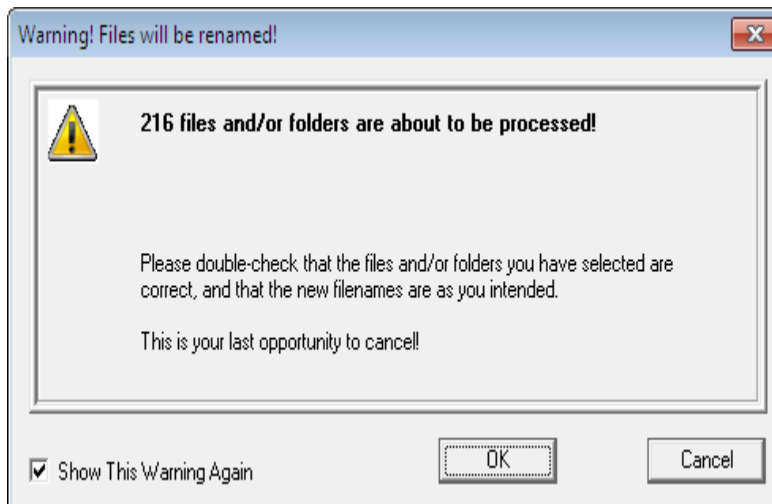 Warning! Files will be renamed!
216 files and/or folders are about to be processed!
Please double-check that the files and/or folders you have selected are
correct, and that the new filenames are as you intended.
This is your last opportunity to cancel!
Show This Warning Again
OK
Cancel